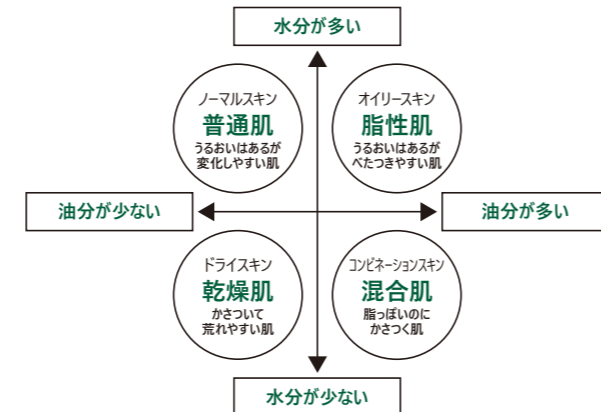 水分が多い
ノーマルスキン
普通肌
うるおいはあるが
変化しやすい肌
オイリースキン
脂性肌
うるおいはあるが
べたつきやすい肌
油分が少ない
油分が多い
ドライスキン
乾燥肌
かさついて
荒れやすい肌
コンビネーションスキン
混合肌
脂っぽいのに
かさつく肌
水分が少ない